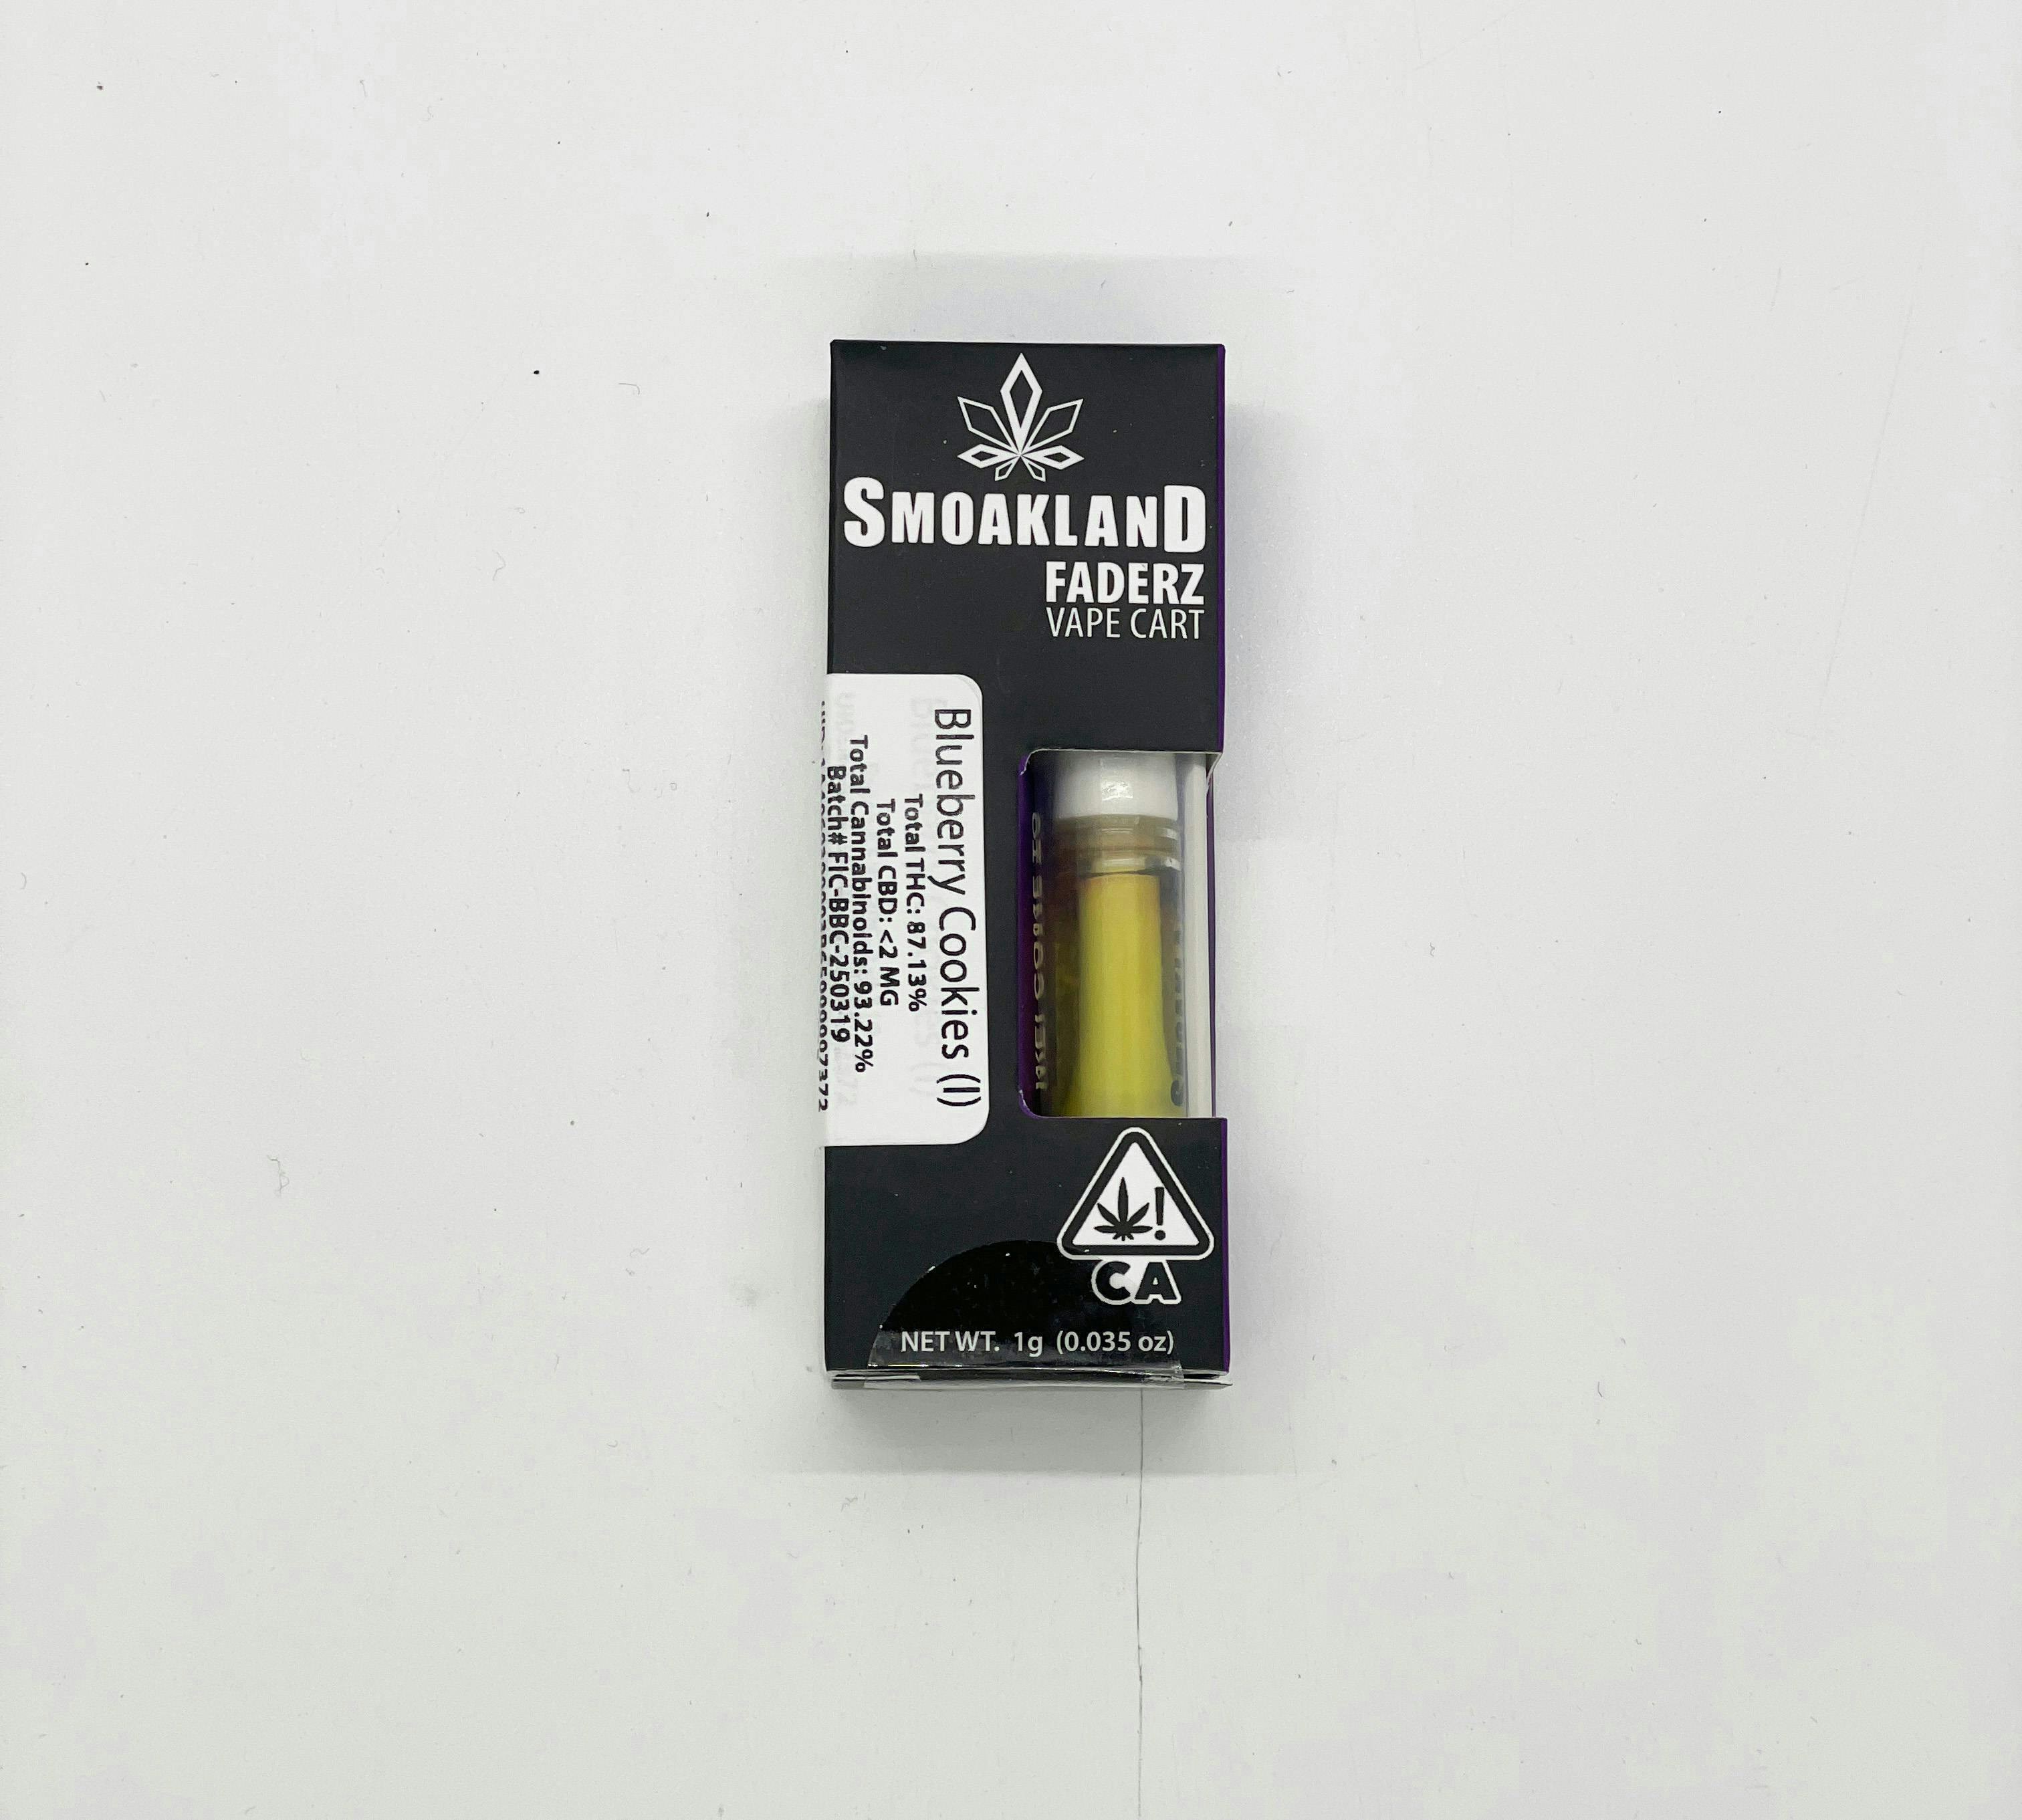 SMOAKLAND
FADERZ
VAPE CART
Blueberry Cookies (I)
Total THC: 87.13%
Total CBD: <2 MG
Total Cannabinoids: 93.22%
Batch# FIC-BBC-250319
!
CA
NET WT. 1g (0.035 oz)